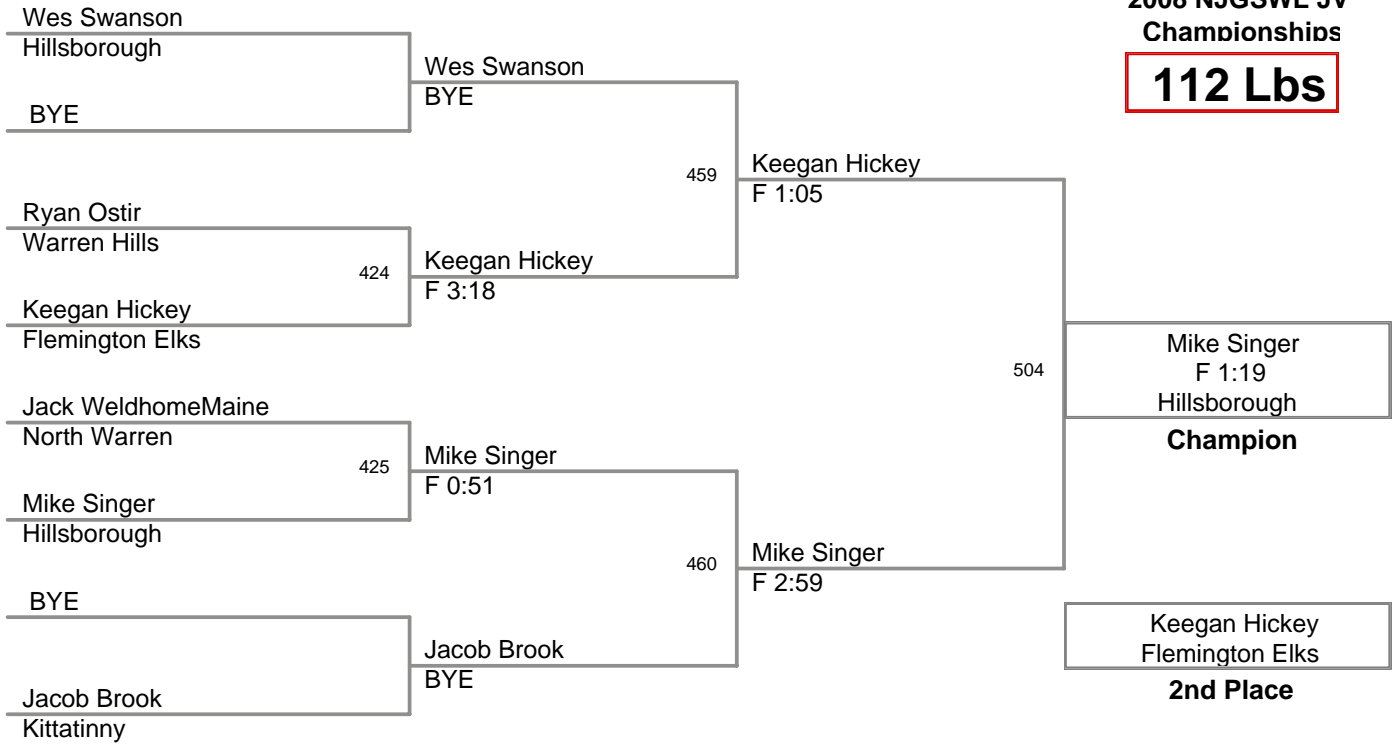 2008 NJGSWL JV
Championships
112 Lbs
Wes Swanson
Hillsborough
BYE
Ryan Ostir
Warren Hills
424
Keegan Hickey
Flemington Elks
Jack WeldhomeMaine
North Warren
425
Mike Singer
Hillsborough
BYE
Jacob Brook
Kittatinny
Wes Swanson
BYE
459
Keegan Hickey
F 3:18
Mike Singer
F 0:51
460
Jacob Brook
BYE
Keegan Hickey
F 1:05
504
Mike Singer
F 2:59
Mike Singer
F 1:19
Hillsborough
Champion
Keegan Hickey
Flemington Elks
2nd Place